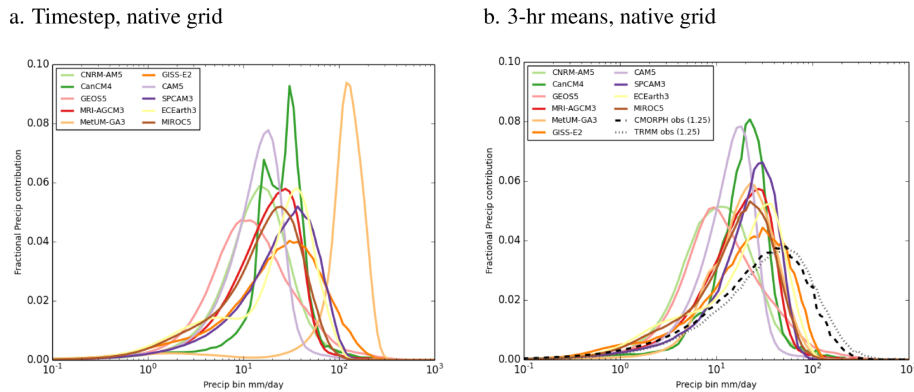 a. Timestep, native grid
b. 3-hr means, native grid
0.10
0.08
0.06
0.04
0.02
0.00
Fractional Precip contribution
CNRM-AM5
CanCM4
GEOS5
MRI-AGCM3
MetUM-GA3
GISS-E2
CAM5
SPCAM3
ECEarth3
MIROC5
10^-1
10^0
10^1
10^2
10^3
Precip bin mm/day
0.10
0.08
0.06
0.04
0.02
0.00
Fractional Precip contribution
CNRM-AM5
CanCM4
GEOS5
MRI-AGCM3
MetUM-GA3
GISS-E2
CAM5
SPCAM3
ECEarth3
MIROC5
CMORPH obs (1.25)
TRMM obs (1.25)
10^-1
10^0
10^1
10^2
Precip bin mm/day